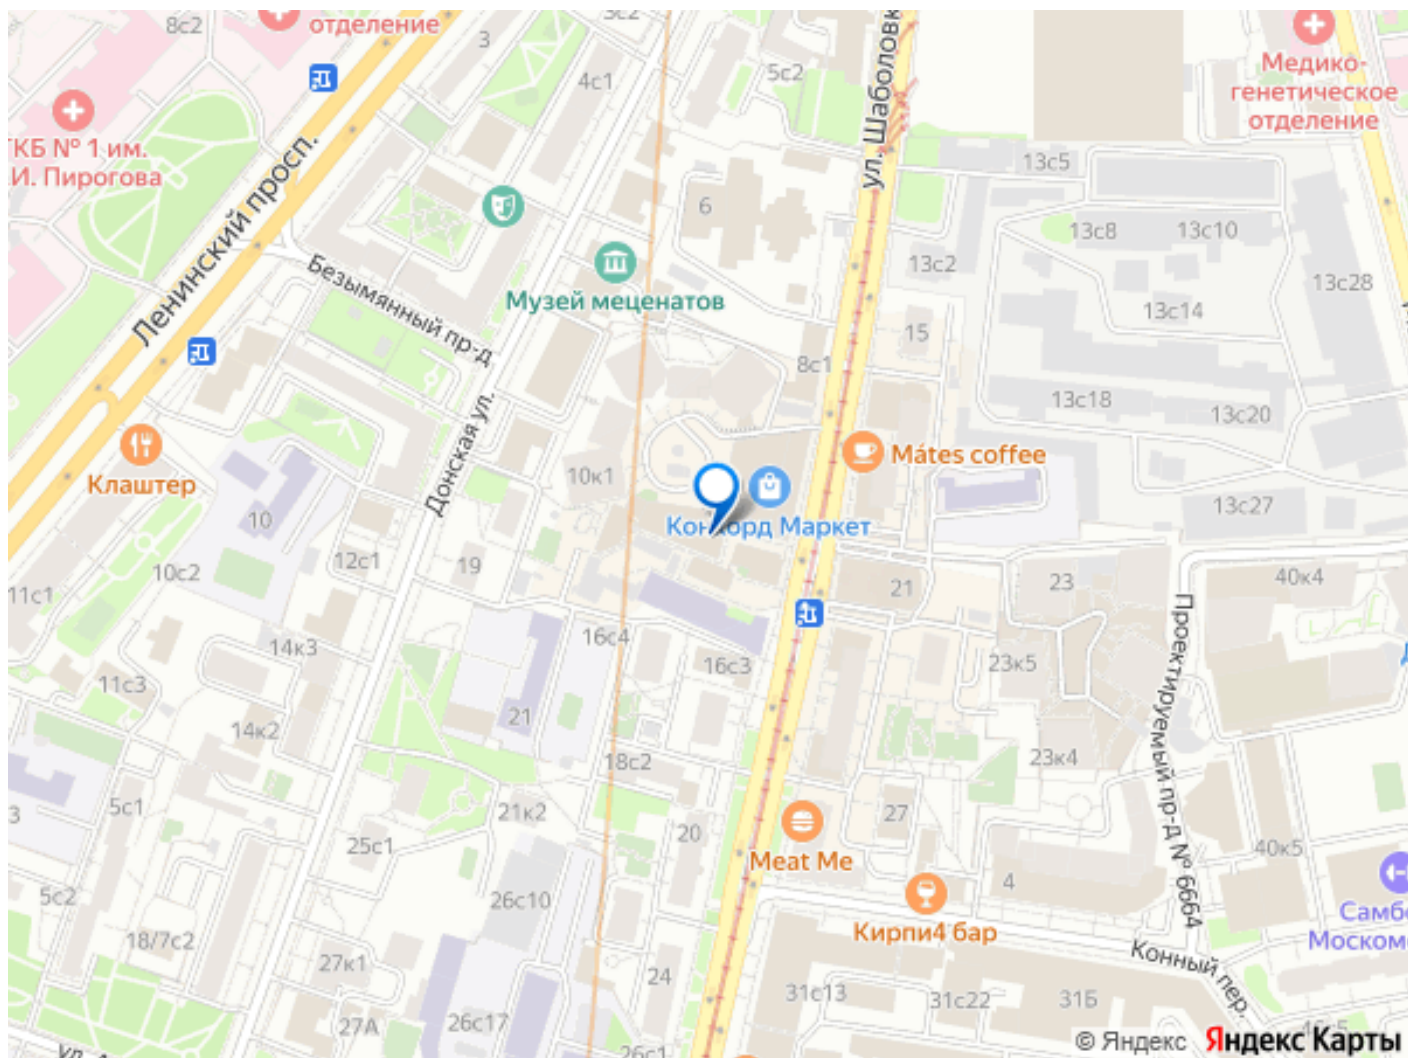 8с2
отделение
3
3с2
4с1
5с2
ул. Шаболовк
Медико-
генетическое
отделение
ГКБ № 1 им.
.И. Пирогова
Ленинский просп.
6
13с5
13с8
13с10
13с2
13с28
13с14
Безымянный пр-д
Музей меценатов
15
8с1
13с18
13с20
Клаштер
Донская ул.
10к1
Mátes coffee
13с27
Конкорд Маркет
10
12с1
19
10с2
11с1
21
23
40к4
14к3
16с4
16с3
23к5
Проектируемый пр-д № 6664
11с3
14к2
21
18с2
23к4
3
5с1
21к2
25с1
20
27
Meat Me
40к5
5с2
26с10
4
Кирпи4 бар
Самбо
Моском
18/7с2
27к1
24
31с13
31с22
31Б
Конный пер.
27А
26с17
26с1
© Яндекс Яндекс Карты